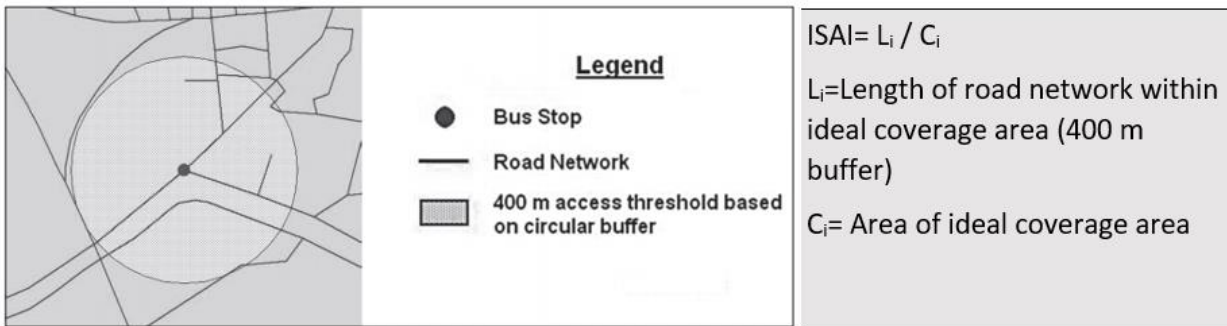 Legend
Bus Stop
Road Network
400 m access threshold based
on circular buffer
ISAI= Lᵢ / Cᵢ
Lᵢ=Length of road network within
ideal coverage area (400 m
buffer)
Cᵢ= Area of ideal coverage area